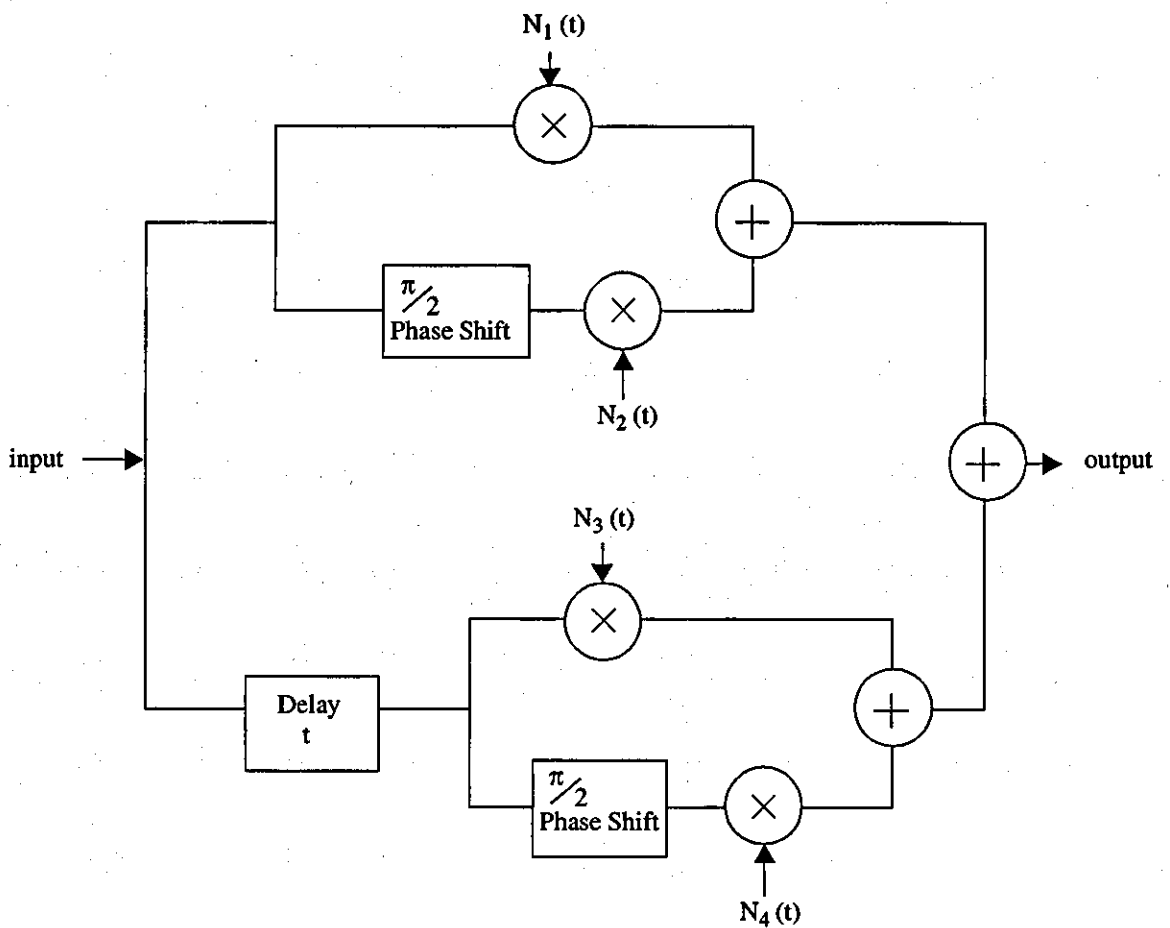 N₁ (t)
×
+
π/2
Phase Shift
×
N₂ (t)
input
+
output
N₃ (t)
×
Delay
t
+
π/2
Phase Shift
×
N₄ (t)